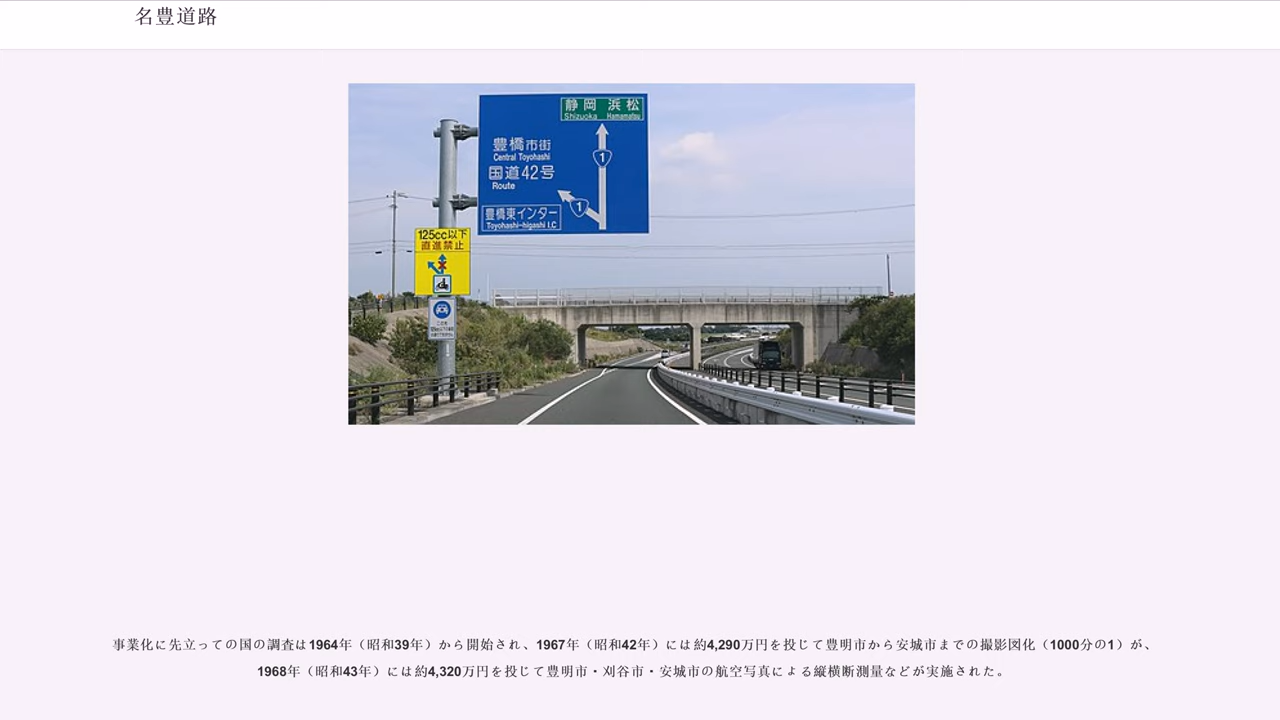 名豊道路
静岡 浜松
Shizuoka Hamamatsu
豊橋市街
Central Toyohashi
国道42号
Route
1
1
豊橋東インター
Toyohashi-higashi I.C
125cc以下
直進禁止
事業化に先立っての国の調査は1964年（昭和39年）から開始され、1967年（昭和42年）には約4,290万円を投じて豊明市から安城市までの撮影図化（1000分の1）が、
1968年（昭和43年）には約4,320万円を投じて豊明市・刈谷市・安城市の航空写真による縦横断測量などが実施された。